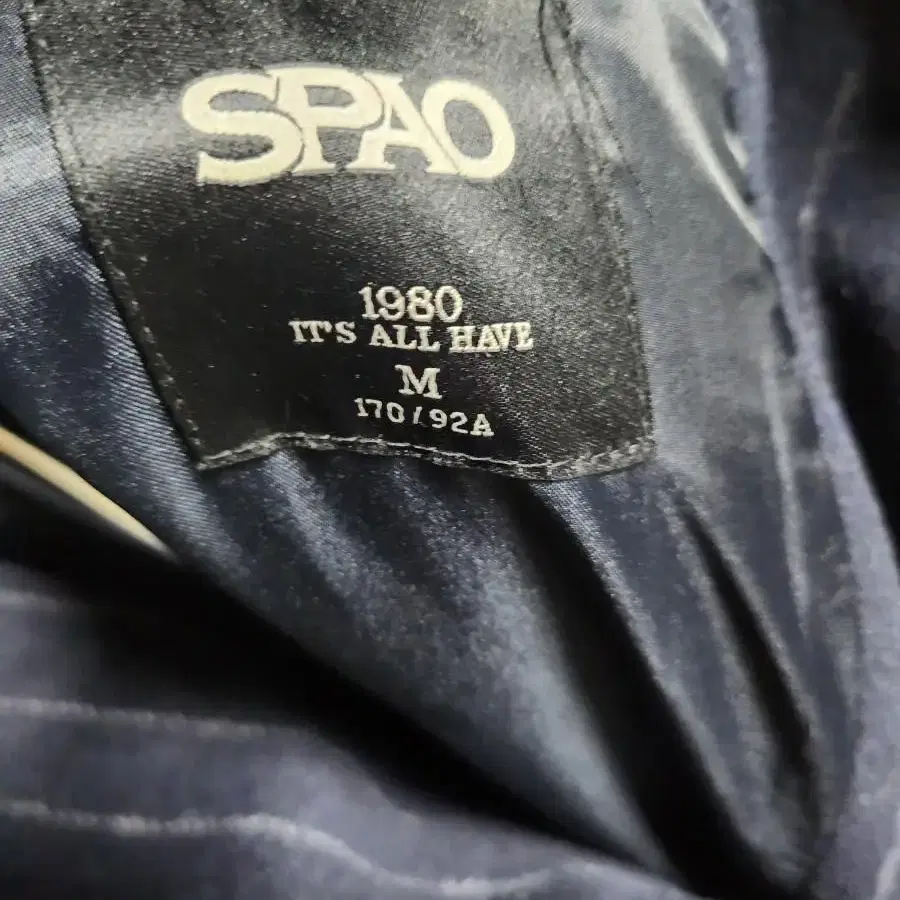 SPAO
1980
IT'S ALL HAVE
M
170/92A